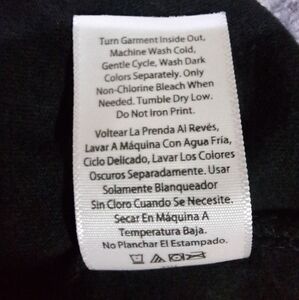 Turn Garment Inside Out,
Machine Wash Cold,
Gentle Cycle, Wash Dark
Colors Separately. Only
Non-Chlorine Bleach When
Needed. Tumble Dry Low.
Do Not Iron Print.
Voltear La Prenda Al Revés,
Lavar A Máquina Con Agua Fría,
Ciclo Delicado, Lavar Los Colores
Oscuros Separadamente. Usar
Solamente Blanqueador
Sin Cloro Cuando Se Necesite.
Secar En Máquina A
Temperatura Baja.
No Planchar El Estampado.